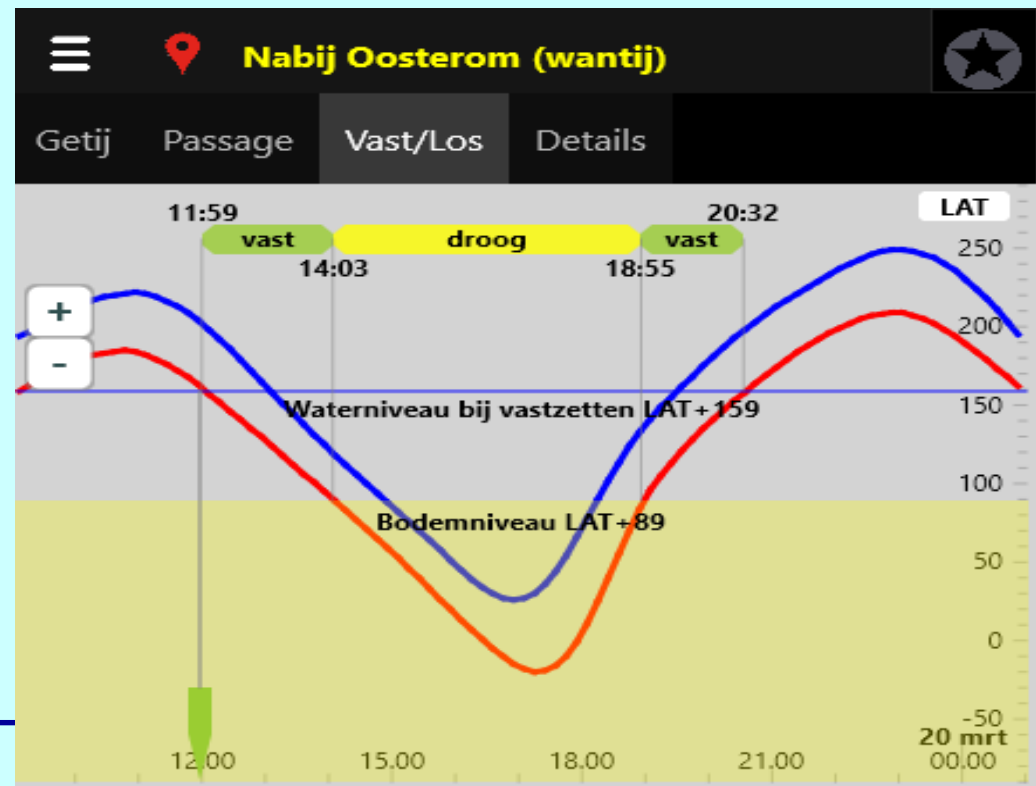 Nabij Oosterom (wantij)
Getij Passage Vast/Los Details
11:59 20:32 LAT
vast droog vast
250
14:03 18:55
+
200
-
Waterniveau bij vastzetten LAT+159
150
100
Bodemniveau LAT+89
50
0
-50
20 mrt
12.00 15.00 18.00 21.00 00.00